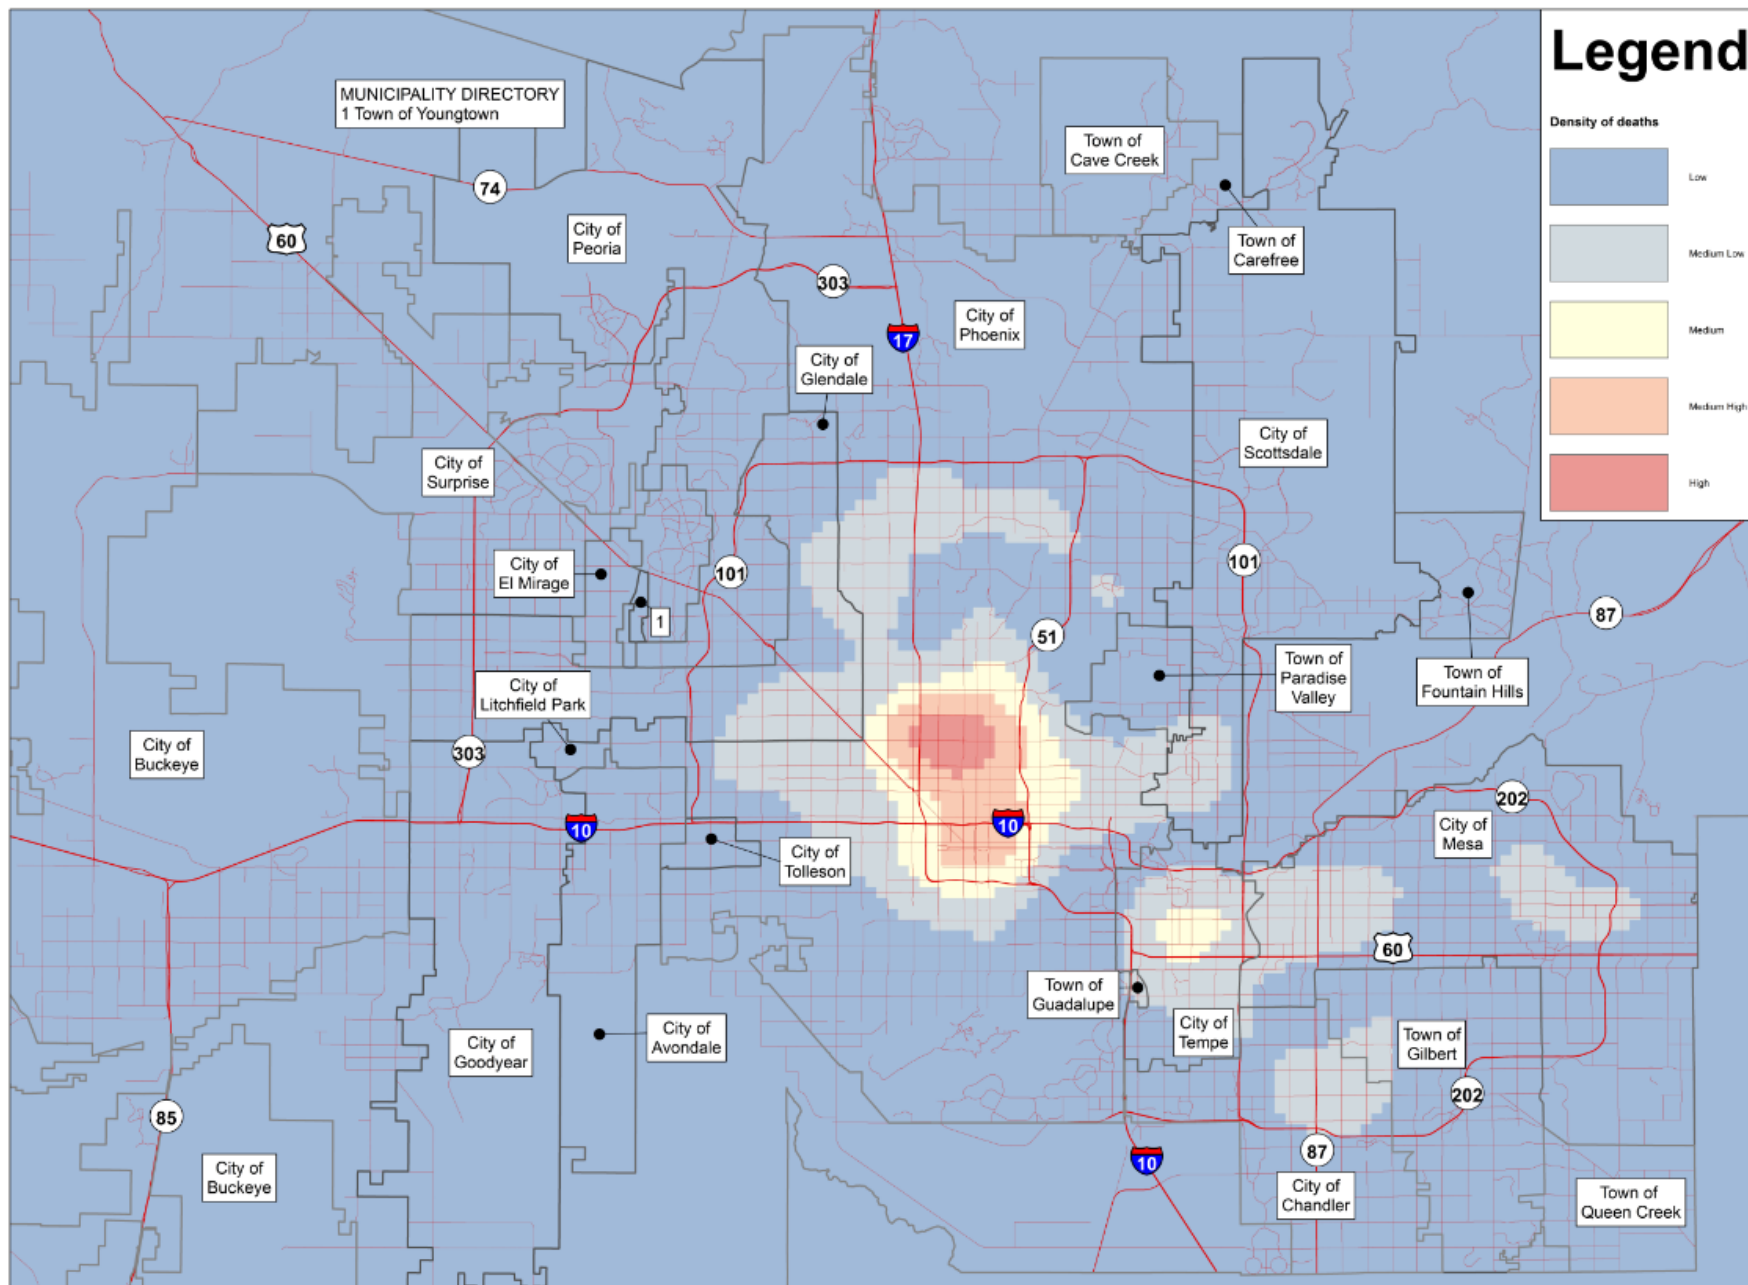 Legend
Density of deaths
Low
Medium Low
Medium
Medium High
High
MUNICIPALITY DIRECTORY
1 Town of Youngtown
Town of
Cave Creek
74
City of
Peoria
60
Town of
Carefree
303
City of
Phoenix
17
City of
Glendale
City of
Scottsdale
City of
Surprise
City of
El Mirage
101
101
1
87
51
Town of
Paradise
Valley
Town of
Fountain Hills
City of
Litchfield Park
City of
Buckeye
303
202
10
10
City of
Mesa
City of
Tolleson
60
Town of
Guadalupe
City of
Tempe
Town of
Gilbert
City of
Goodyear
City of
Avondale
202
85
87
10
City of
Buckeye
City of
Chandler
Town of
Queen Creek